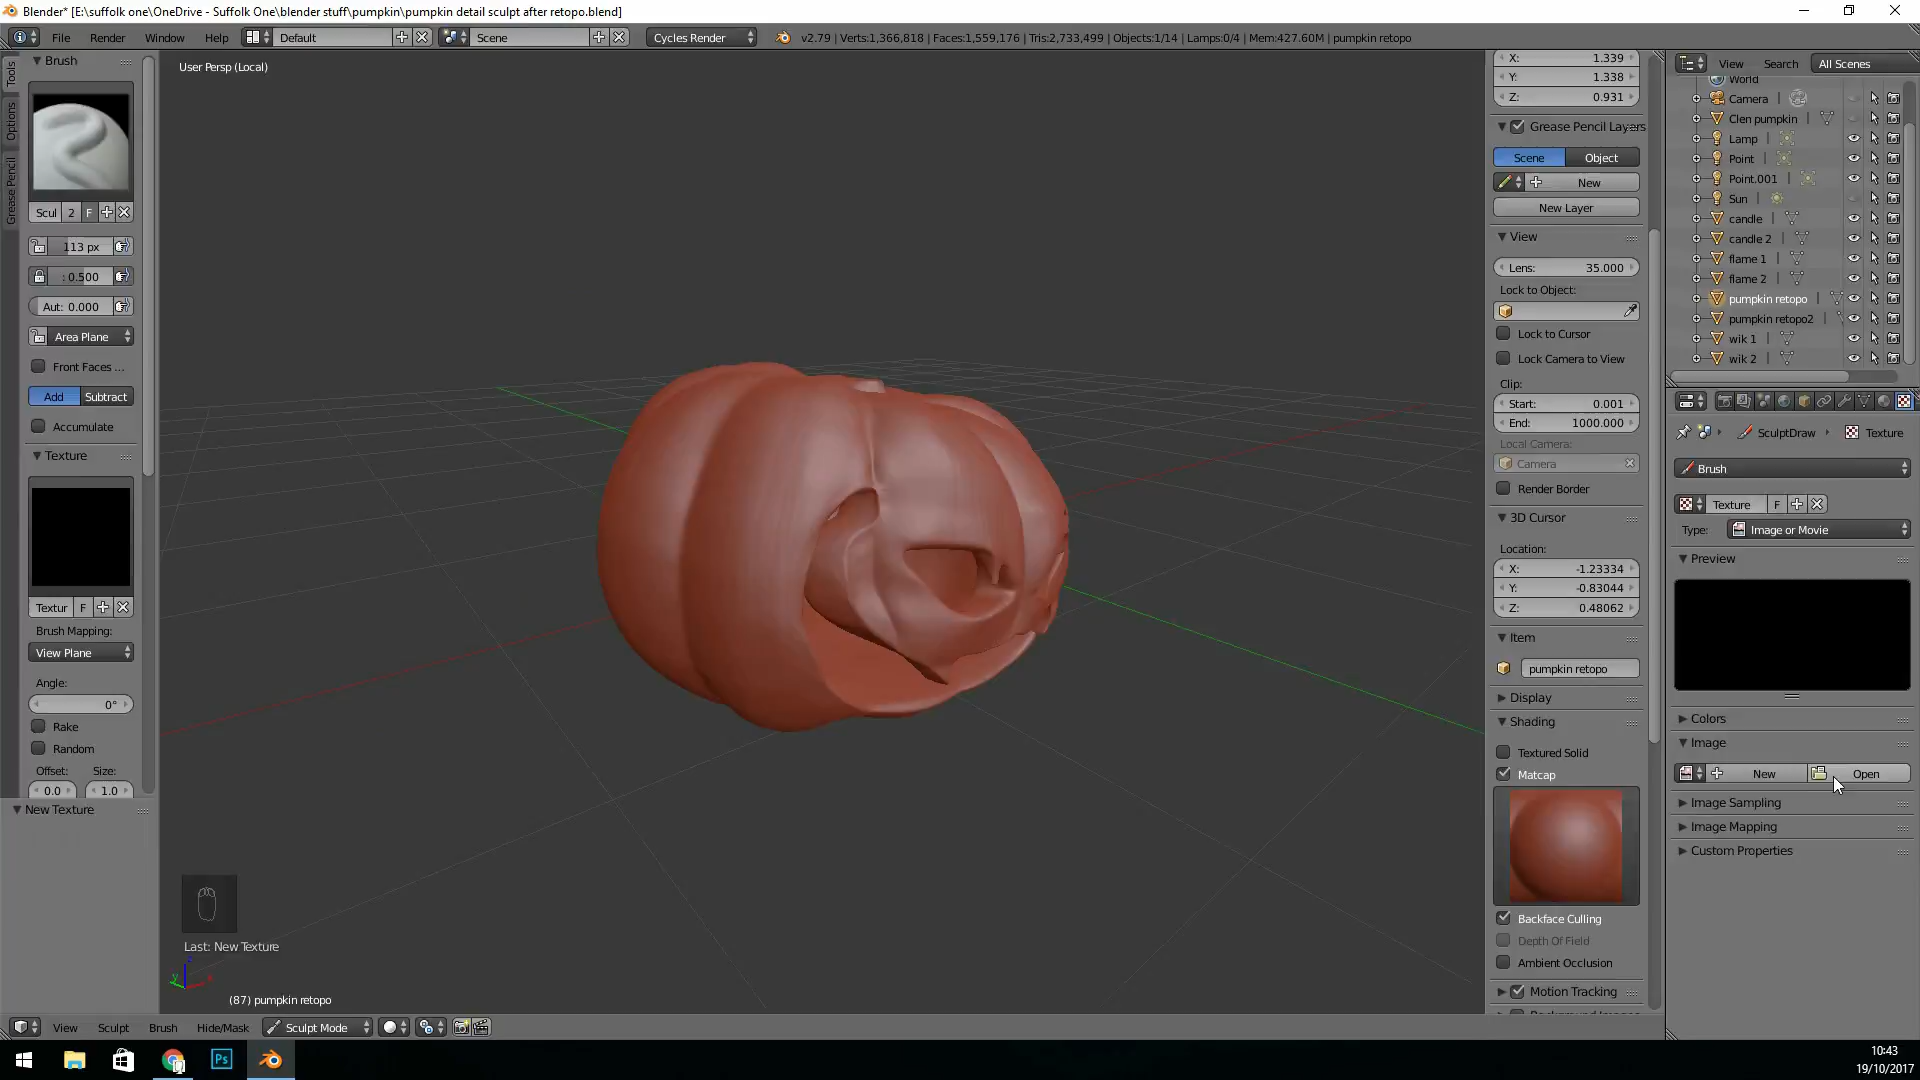 Blender* [E:\suffolk one\OneDrive - Suffolk One\blender stuff\pumpkin\pumpkin detail sculpt after retopo.blend]
File Render Window Help Default Scene Cycles Render v2.79 | Verts:1,366,818 | Faces:1,559,176 | Tris:2,733,499 | Objects:1/14 | Lamps:0/4 | Mem:427.60M | pumpkin retopo
Tools
Options
Grease Pencil
Brush
Scul 2 F
113 px
: 0.500
Aut: 0.000
Area Plane
Front Faces ...
Add Subtract
Accumulate
Texture
Textur F
Brush Mapping:
View Plane
Angle:
0°
Rake
Random
Offset: Size:
0.0 1.0
New Texture
User Persp (Local)
Last: New Texture
(87) pumpkin retopo
View Sculpt Brush Hide/Mask Sculpt Mode
X: 1.339
Y: 1.338
Z: 0.931
Grease Pencil Layers
Scene Object
New
New Layer
View
Lens: 35.000
Lock to Object:
Lock to Cursor
Lock Camera to View
Clip:
Start: 0.001
End: 1000.000
Local Camera:
Camera
Render Border
3D Cursor
Location:
X: -1.23334
Y: -0.83044
Z: 0.48062
Item
pumpkin retopo
Display
Shading
Textured Solid
Matcap
Backface Culling
Depth Of Field
Ambient Occlusion
Motion Tracking
Background Images
View Search All Scenes
World
Camera
Clen pumpkin
Lamp
Point
Point.001
Sun
candle
candle 2
flame 1
flame 2
pumpkin retopo
pumpkin retopo2
wik 1
wik 2
SculptDraw Texture
Brush
Texture F
Type: Image or Movie
Preview
Colors
Image
New Open
Image Sampling
Image Mapping
Custom Properties
Ps
10:43
19/10/2017